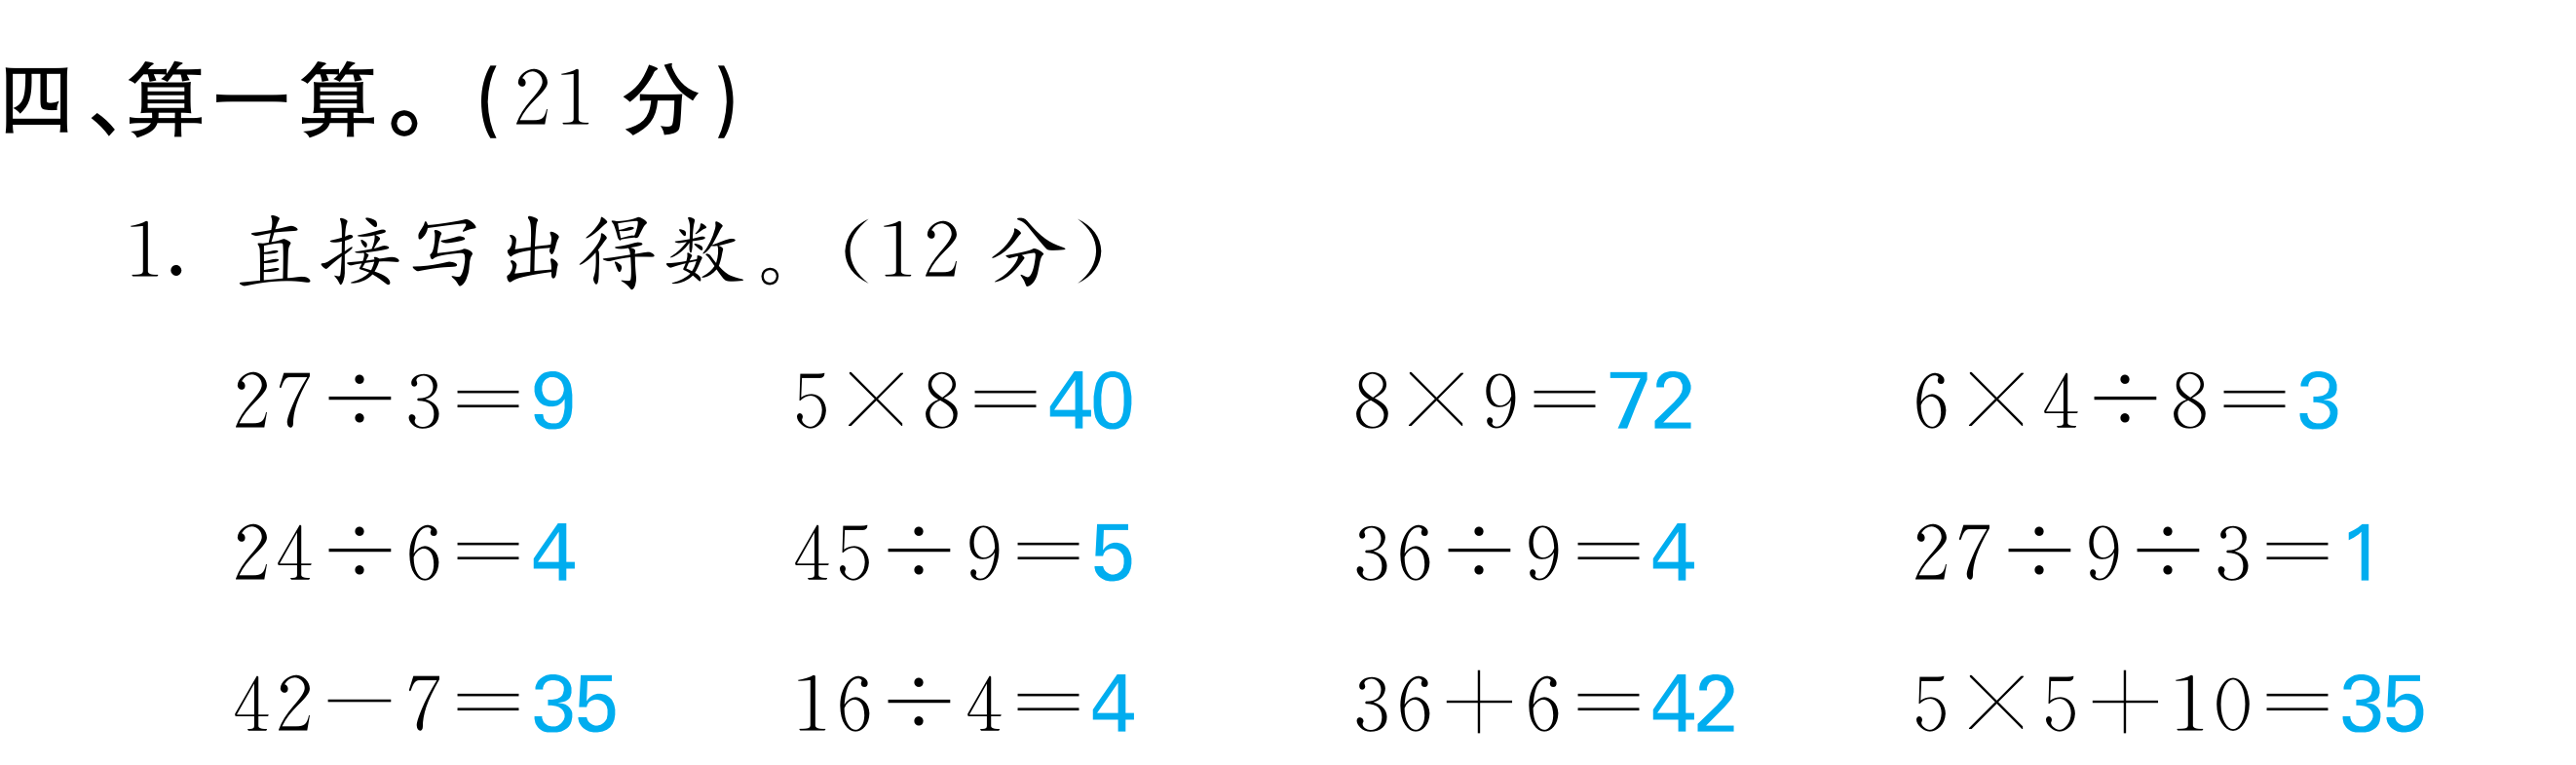 四、算一算。(21 分)
1. 直接写出得数。(12 分)
27÷3=9 5×8=40 8×9=72 6×4÷8=3
24÷6=4 45÷9=5 36÷9=4 27÷9÷3=1
42-7=35 16÷4=4 36+6=42 5×5+10=35